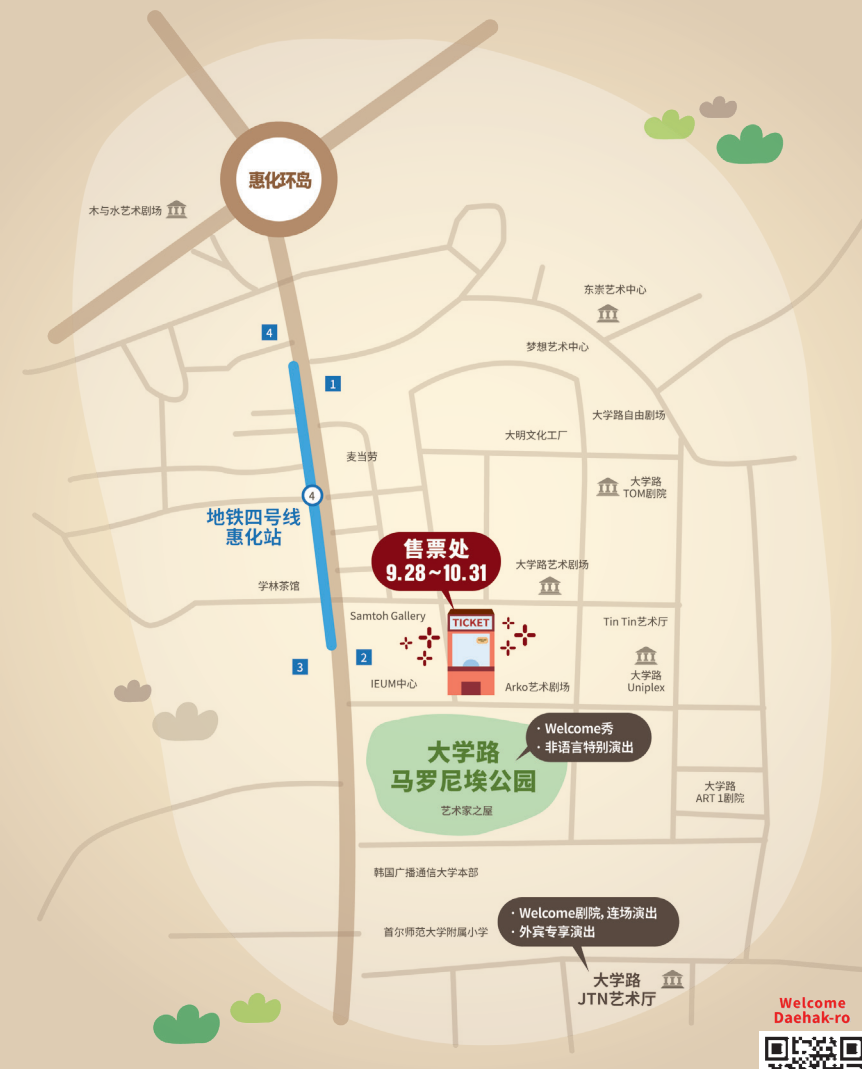 惠化环岛
木与水艺术剧场
东崇艺术中心
4
梦想艺术中心
1
大学路自由剧场
大明文化工厂
麦当劳
大学路
TOM剧院
4
地铁四号线
惠化站
售票处
9.28~10.31
大学路艺术剧场
学林茶馆
Samtoh Gallery
TICKET
Tin Tin艺术厅
2
3
IEUM中心
Arko艺术剧场
大学路
Uniplex
· Welcome秀
· 非语言特别演出
大学路
马罗尼埃公园
艺术家之屋
大学路
ART 1剧院
韩国广播通信大学本部
· Welcome剧院, 连场演出
· 外宾专享演出
首尔师范大学附属小学
大学路
JTN艺术厅
Welcome
Daehak-ro